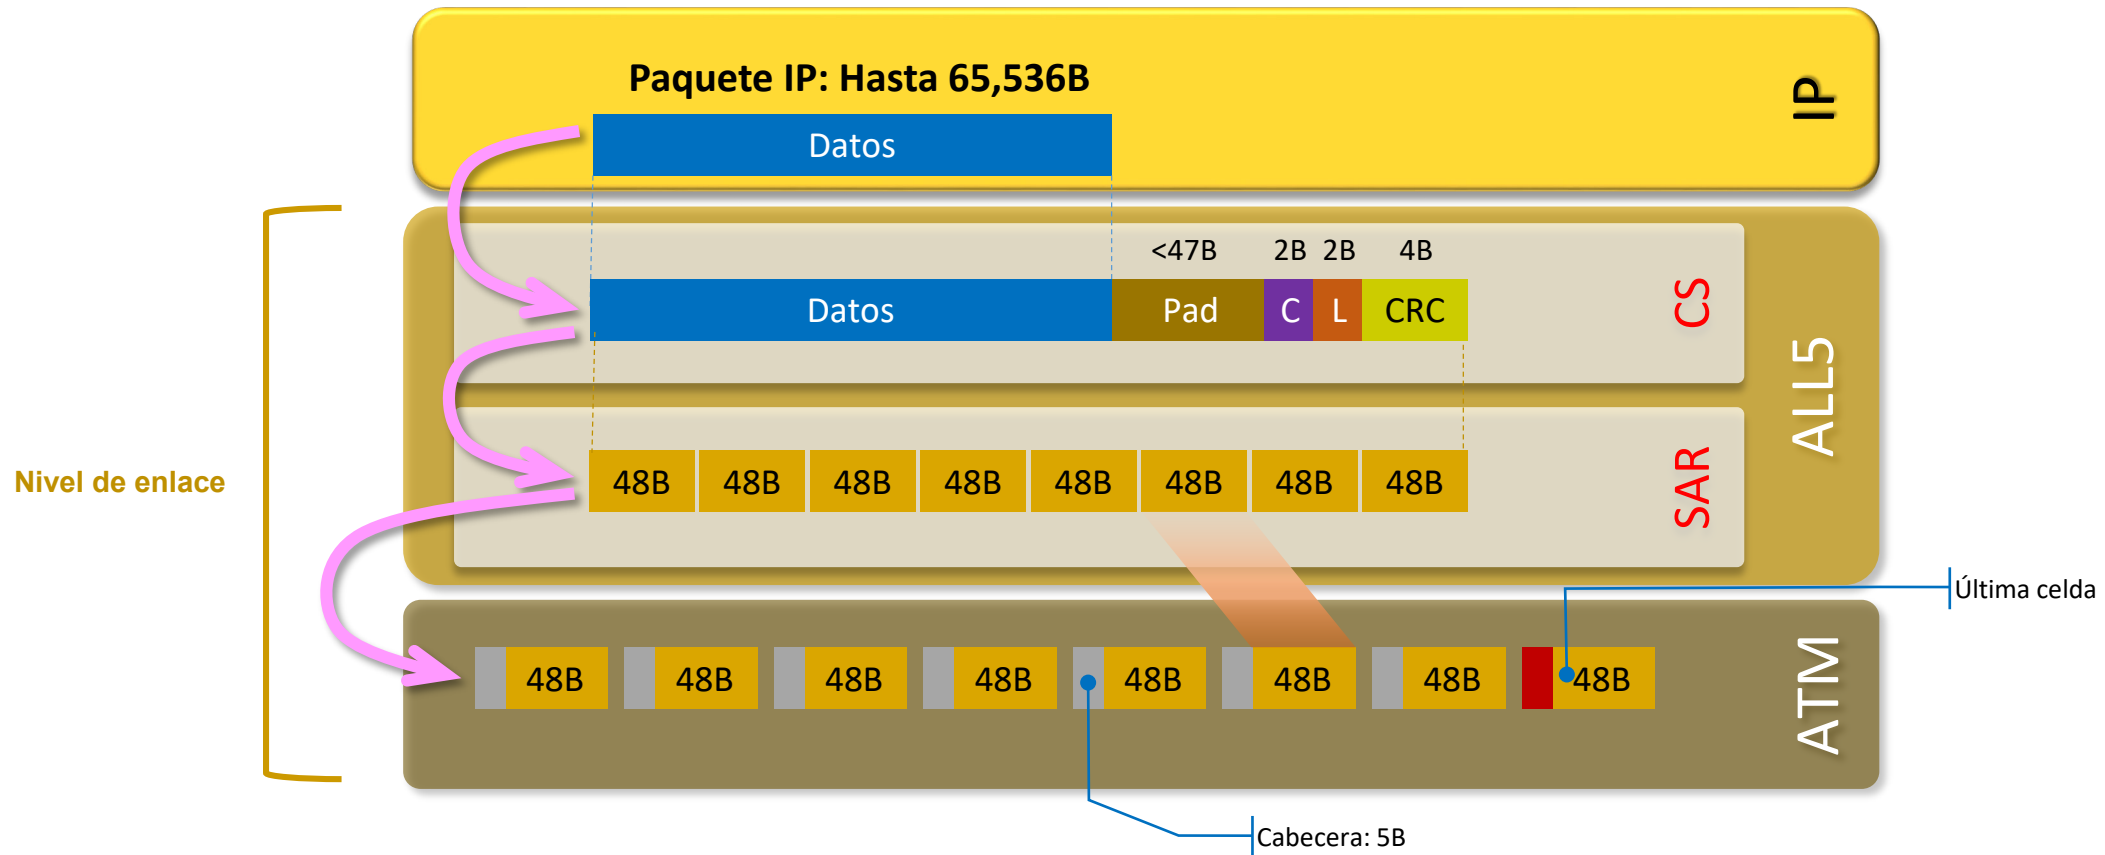 Paquete IP: Hasta 65,536B
IP
Datos
<47B 2B 2B 4B
Datos Pad C L CRC
CS
ALL5
Nivel de enlace
48B 48B 48B 48B 48B 48B 48B 48B
SAR
Última celda
48B 48B 48B 48B 48B 48B 48B 48B
ATM
Cabecera: 5B